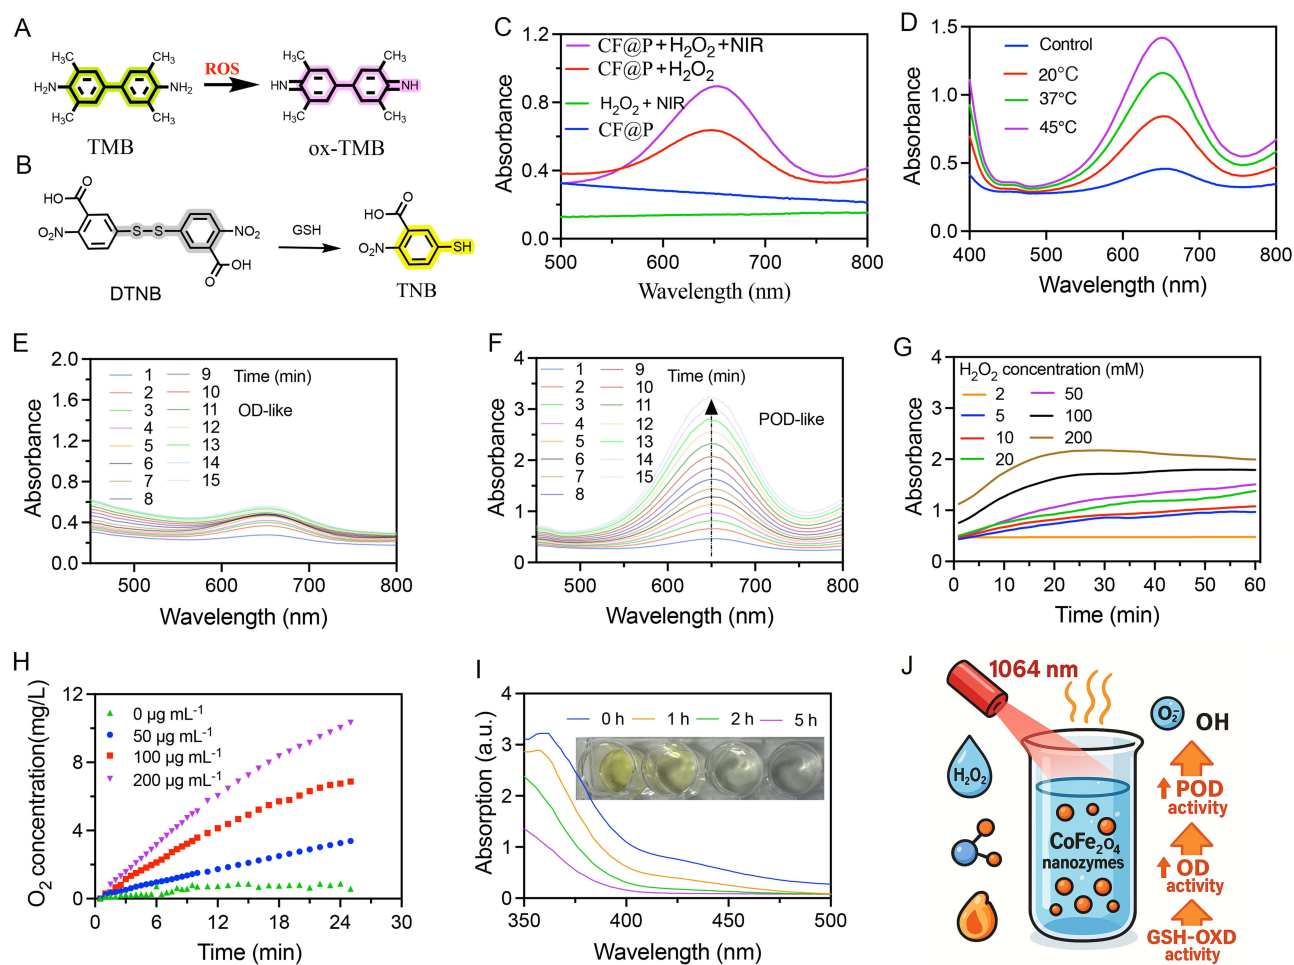 A
CH₃
CH₃
H₂N
NH₂
H₃C
H₃C
TMB
ROS
CH₃
CH₃
HN
NH
H₃C
CH₃
ox-TMB
B
O
HO
O₂N
S
S
NO₂
OH
O
DTNB
GSH
O
HO
O₂N
SH
TNB
C
CF@P+H₂O₂+NIR
CF@P+H₂O₂
H₂O₂ + NIR
CF@P
Absorbance
1.2
0.8
0.4
0.0
500 600 700 800
Wavelength (nm)
D
Control
20°C
37°C
45°C
Absorbance
1.5
1.0
0.5
0.0
400 500 600 700 800
Wavelength (nm)
E
Absorbance
2.0
1.6
1.2
0.8
0.4
0.0
1 9
2 10
3 11
4 12
5 13
6 14
7 15
8
Time (min)
OD-like
500 600 700 800
Wavelength (nm)
F
Absorbance
4
3
2
1
0
1 9
2 10
3 11
4 12
5 13
6 14
7 15
8
Time (min)
POD-like
500 600 700 800
Wavelength (nm)
G
Absorbance
4
3
2
1
0
H₂O₂ concentration (mM)
2 50
5 100
10 200
20
0 10 20 30 40 50 60
Time (min)
H
O₂ concentration(mg/L)
12
8
4
0
0 μg mL⁻¹
50 μg mL⁻¹
100 μg mL⁻¹
200 μg mL⁻¹
0 6 12 18 24 30
Time (min)
I
Absorption (a.u.)
4
3
2
1
0
0 h 1 h 2 h 5 h
350 400 450 500
Wavelength (nm)
J
1064 nm
H₂O₂
CoFe₂O₄
nanozymes
O₂⁻ OH
POD
activity
OD
activity
GSH-OXD
activity